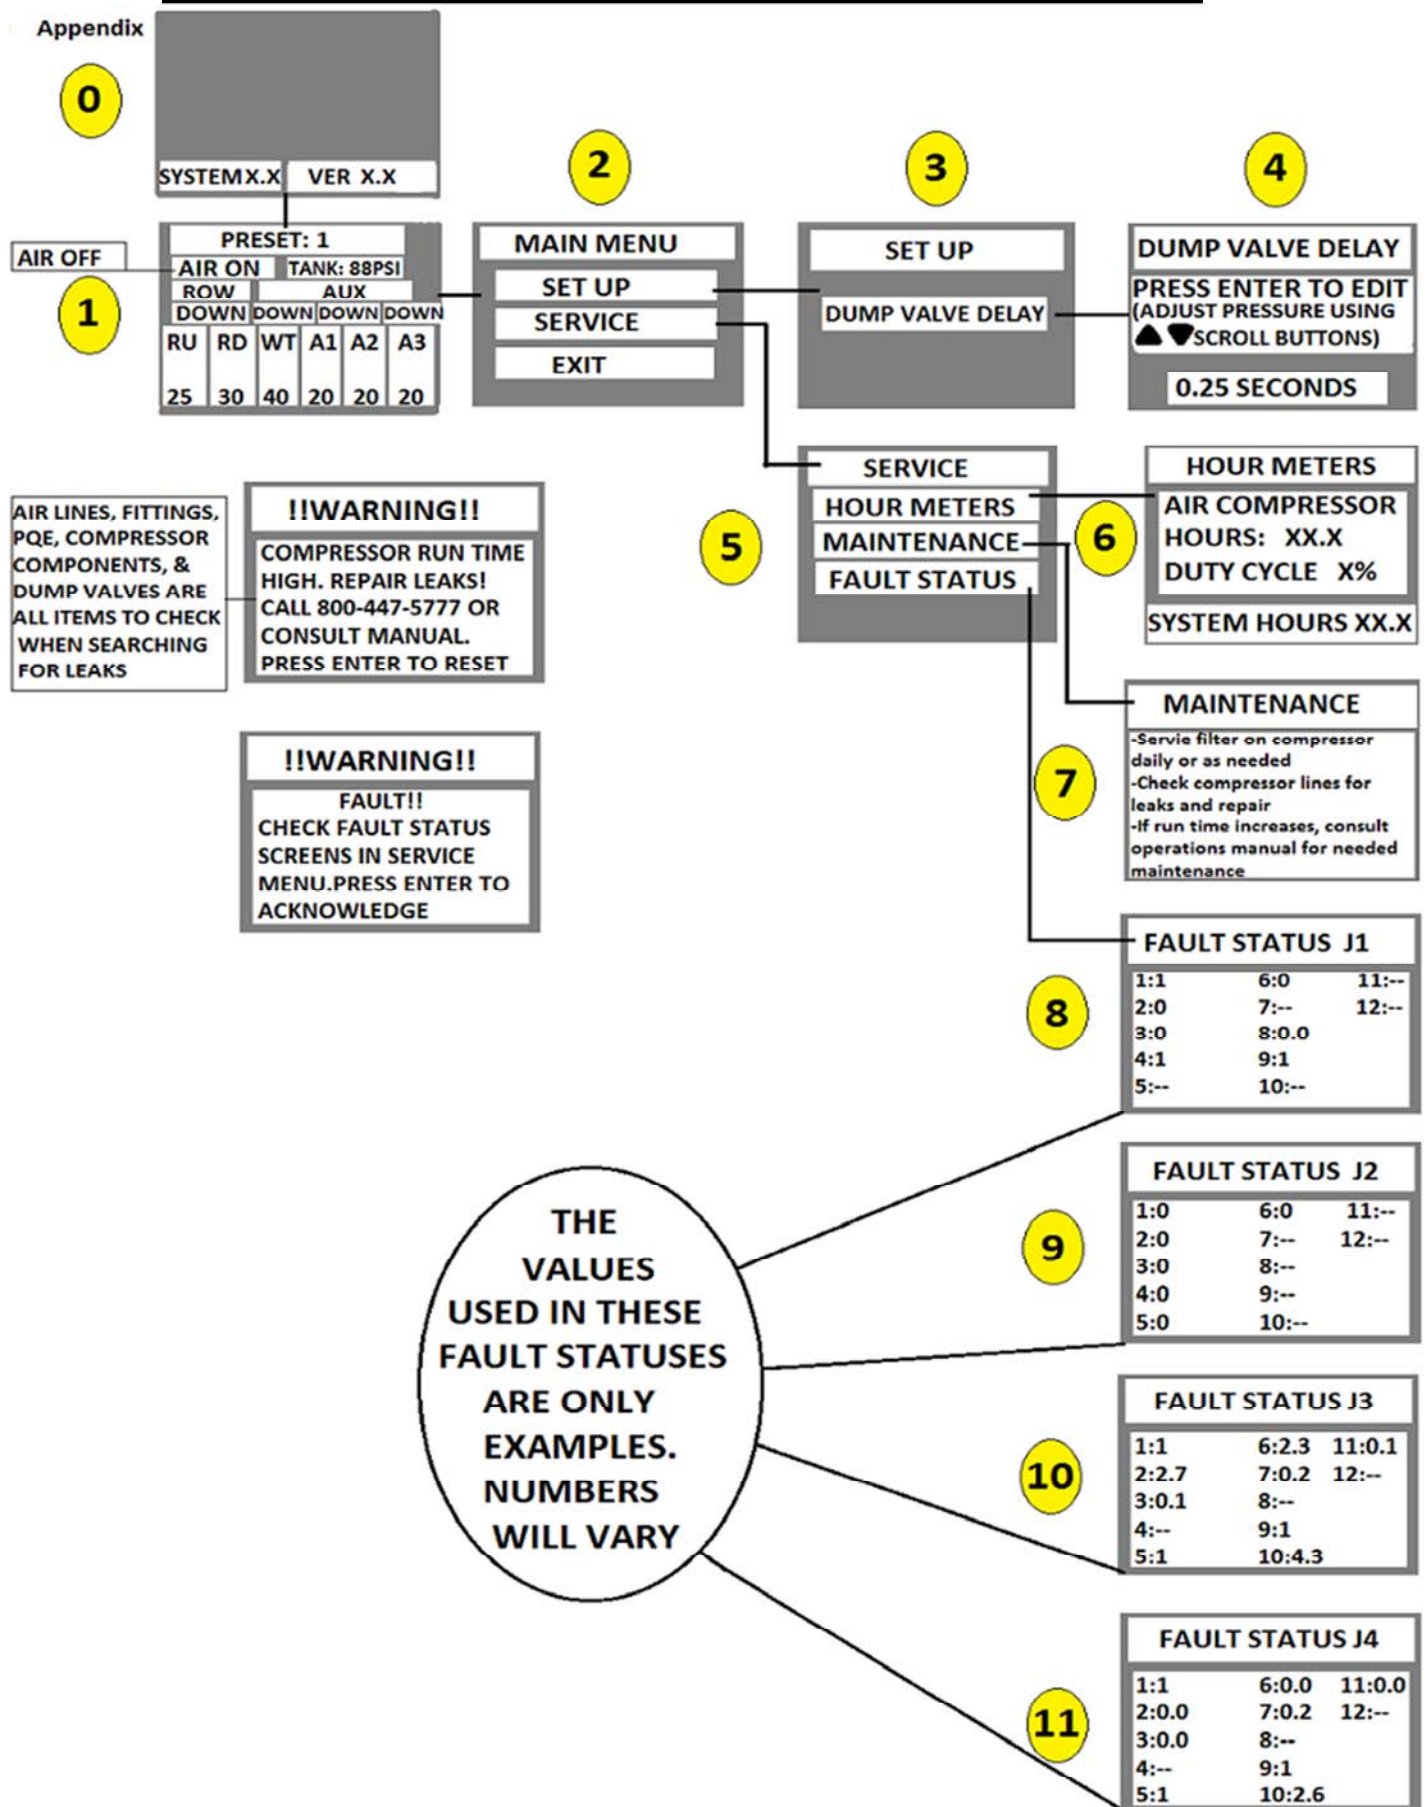 Appendix
0
SYSTEM X.X VER X.X
AIR OFF
1
PRESET: 1
AIR ON TANK: 88PSI
ROW AUX
DOWN DOWN DOWN DOWN
RU RD WT A1 A2 A3
25 30 40 20 20 20
2
MAIN MENU
SET UP
SERVICE
EXIT
3
SET UP
DUMP VALVE DELAY
4
DUMP VALVE DELAY
PRESS ENTER TO EDIT
(ADJUST PRESSURE USING
▲ ▼SCROLL BUTTONS)
0.25 SECONDS
AIR LINES, FITTINGS,
PQE, COMPRESSOR
COMPONENTS, &
DUMP VALVES ARE
ALL ITEMS TO CHECK
WHEN SEARCHING
FOR LEAKS
!!WARNING!!
COMPRESSOR RUN TIME
HIGH. REPAIR LEAKS!
CALL 800-447-5777 OR
CONSULT MANUAL.
PRESS ENTER TO RESET
5
SERVICE
HOUR METERS
MAINTENANCE
FAULT STATUS
6
HOUR METERS
AIR COMPRESSOR
HOURS: XX.X
DUTY CYCLE X%
SYSTEM HOURS XX.X
!!WARNING!!
FAULT!!
CHECK FAULT STATUS
SCREENS IN SERVICE
MENU.PRESS ENTER TO
ACKNOWLEDGE
7
MAINTENANCE
-Servie filter on compressor
daily or as needed
-Check compressor lines for
leaks and repair
-If run time increases, consult
operations manual for needed
maintenance
8
FAULT STATUS J1
1:1 6:0 11:--
2:0 7:-- 12:--
3:0 8:0.0
4:1 9:1
5:-- 10:--
THE
VALUES
USED IN THESE
FAULT STATUSES
ARE ONLY
EXAMPLES.
NUMBERS
WILL VARY
9
FAULT STATUS J2
1:0 6:0 11:--
2:0 7:-- 12:--
3:0 8:--
4:0 9:--
5:0 10:--
10
FAULT STATUS J3
1:1 6:2.3 11:0.1
2:2.7 7:0.2 12:--
3:0.1 8:--
4:-- 9:1
5:1 10:4.3
11
FAULT STATUS J4
1:1 6:0.0 11:0.0
2:0.0 7:0.2 12:--
3:0.0 8:--
4:-- 9:1
5:1 10:2.6